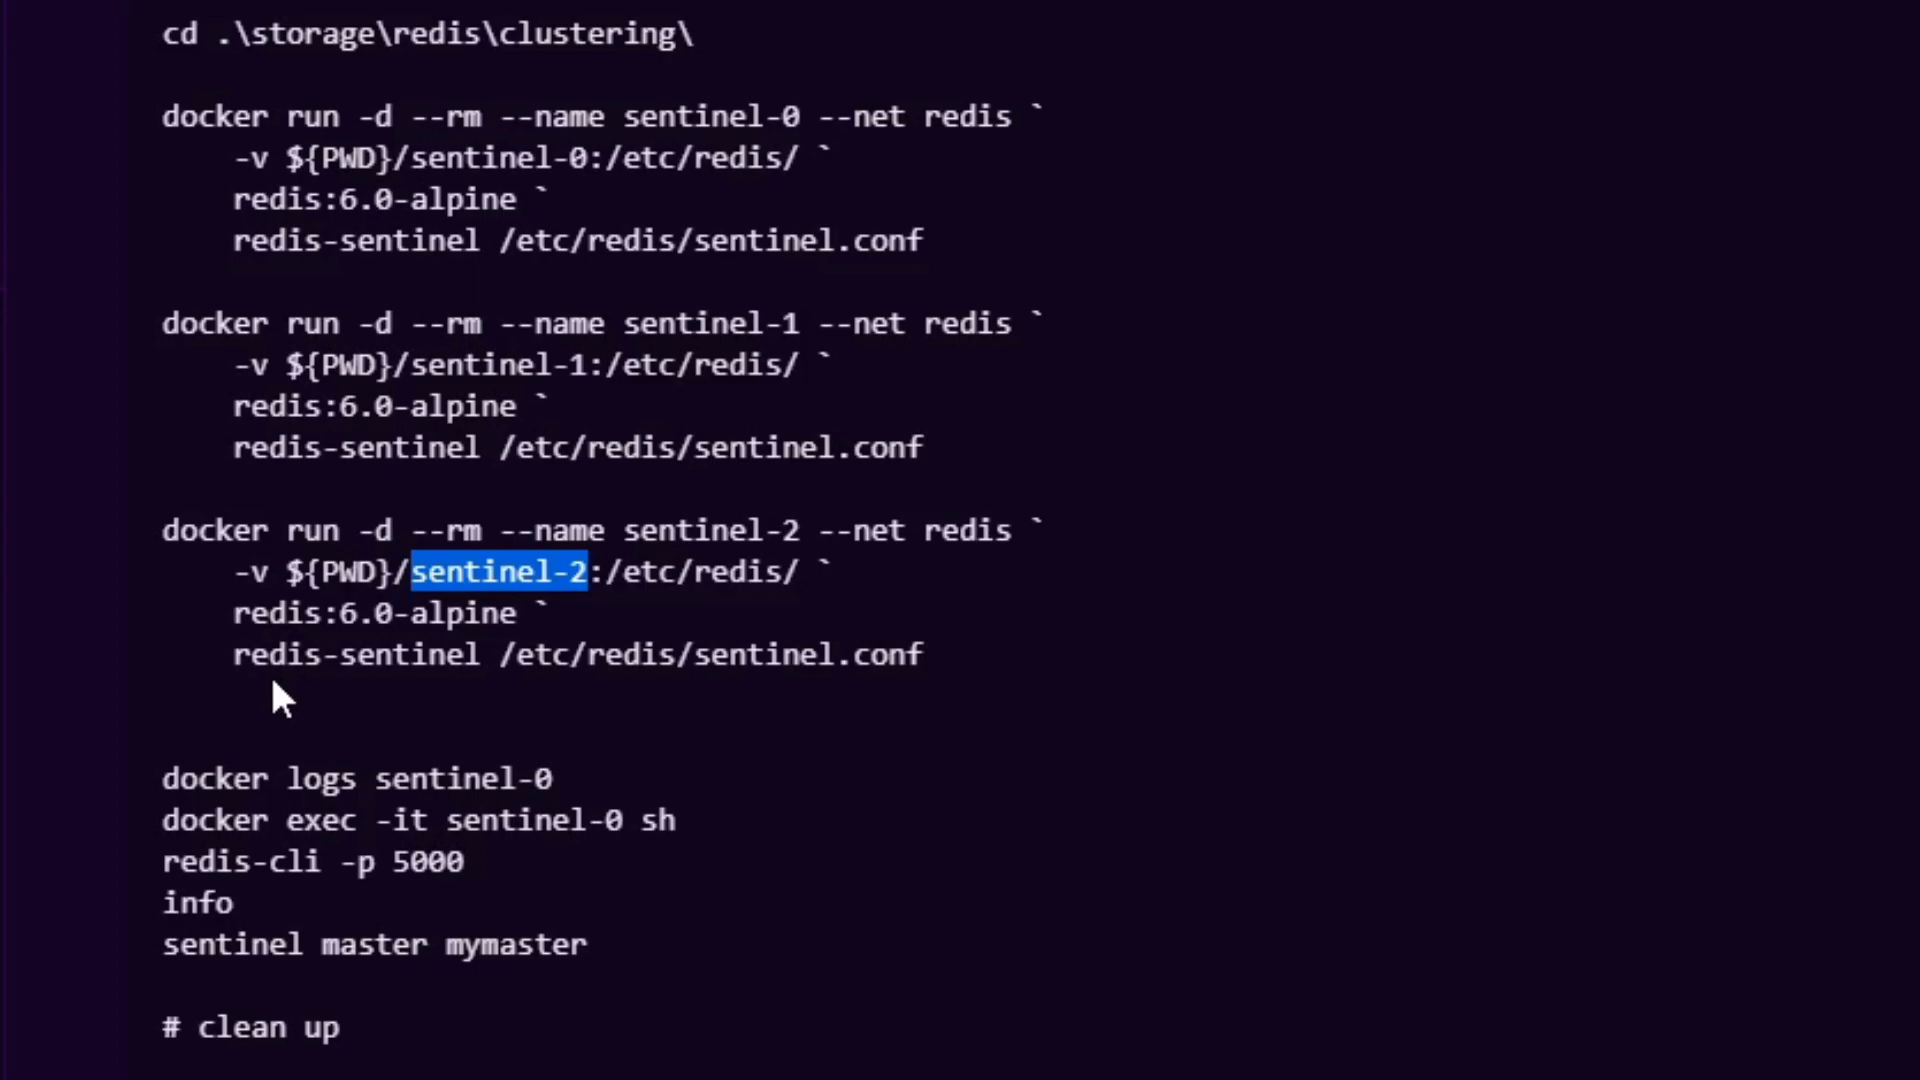 cd .\storage\redis\clustering\
docker run -d --rm --name sentinel-0 --net redis `
-v ${PWD}/sentinel-0:/etc/redis/ `
redis:6.0-alpine `
redis-sentinel /etc/redis/sentinel.conf
docker run -d --rm --name sentinel-1 --net redis `
-v ${PWD}/sentinel-1:/etc/redis/ `
redis:6.0-alpine `
redis-sentinel /etc/redis/sentinel.conf
docker run -d --rm --name sentinel-2 --net redis `
-v ${PWD}/sentinel-2:/etc/redis/ `
redis:6.0-alpine `
redis-sentinel /etc/redis/sentinel.conf
docker logs sentinel-0
docker exec -it sentinel-0 sh
redis-cli -p 5000
info
sentinel master mymaster
# clean up